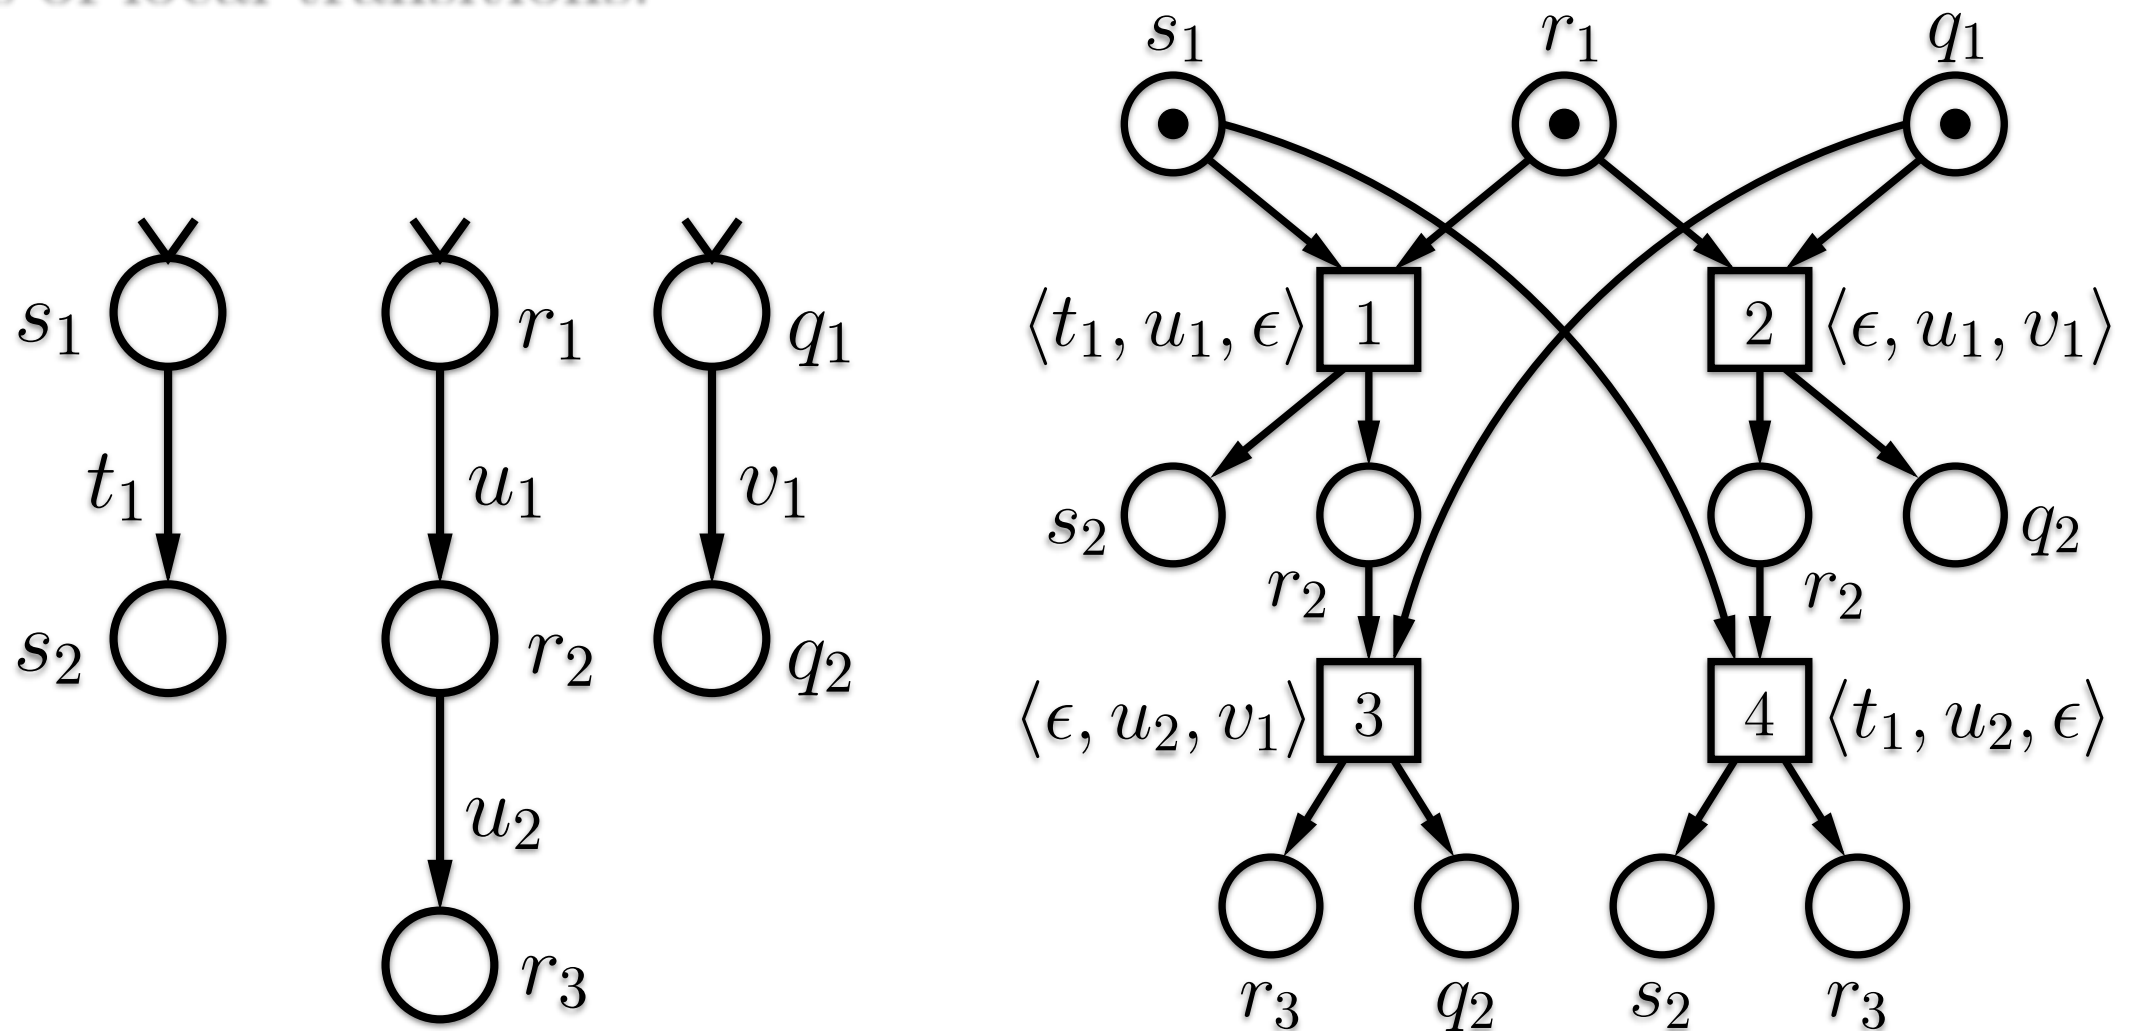 s₁ r₁ q₁
s₁ r₁ q₁
⟨t₁, u₁, ϵ⟩ 1 2 ⟨ϵ, u₁, v₁⟩
t₁ u₁ v₁
s₂ q₂
r₂ r₂
s₂ r₂ q₂
⟨ϵ, u₂, v₁⟩ 3 4 ⟨t₁, u₂, ϵ⟩
u₂
r₃
r₃ q₂ s₂ r₃